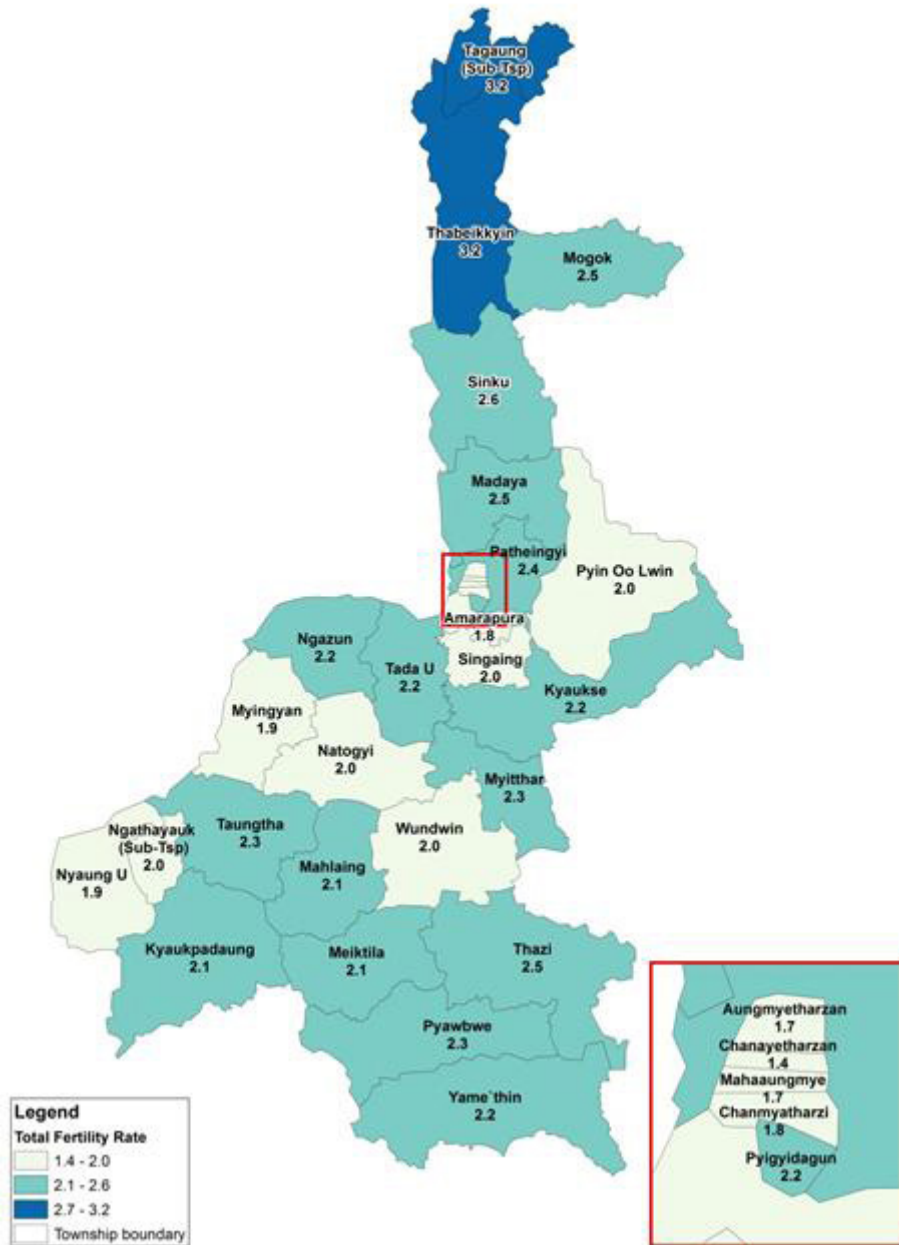 Tagaung
(Sub-Tsp)
3.2
Thabeikkyin
3.2
Mogok
2.5
Sinku
2.6
Madaya
2.5
Patheingyi
2.4
Pyin Oo Lwin
2.0
Amarapura
1.8
Singaing
2.0
Ngazun
2.2
Tada U
2.2
Kyaukse
2.2
Myingyan
1.9
Natogyi
2.0
Myitthar
2.3
Ngathayauk
(Sub-Tsp)
2.0
Taungtha
2.3
Wundwin
2.0
Mahlaing
2.1
Nyaung U
1.9
Kyaukpadaung
2.1
Meiktila
2.1
Thazi
2.5
Pyawbwe
2.3
Yame`thin
2.2
Aungmyetharzan
1.7
Chanayetharzan
1.4
Mahaaungmye
1.7
Chanmyatharzi
1.8
Pyigyidagun
2.2
Legend
Total Fertility Rate
1.4 - 2.0
2.1 - 2.6
2.7 - 3.2
Township boundary